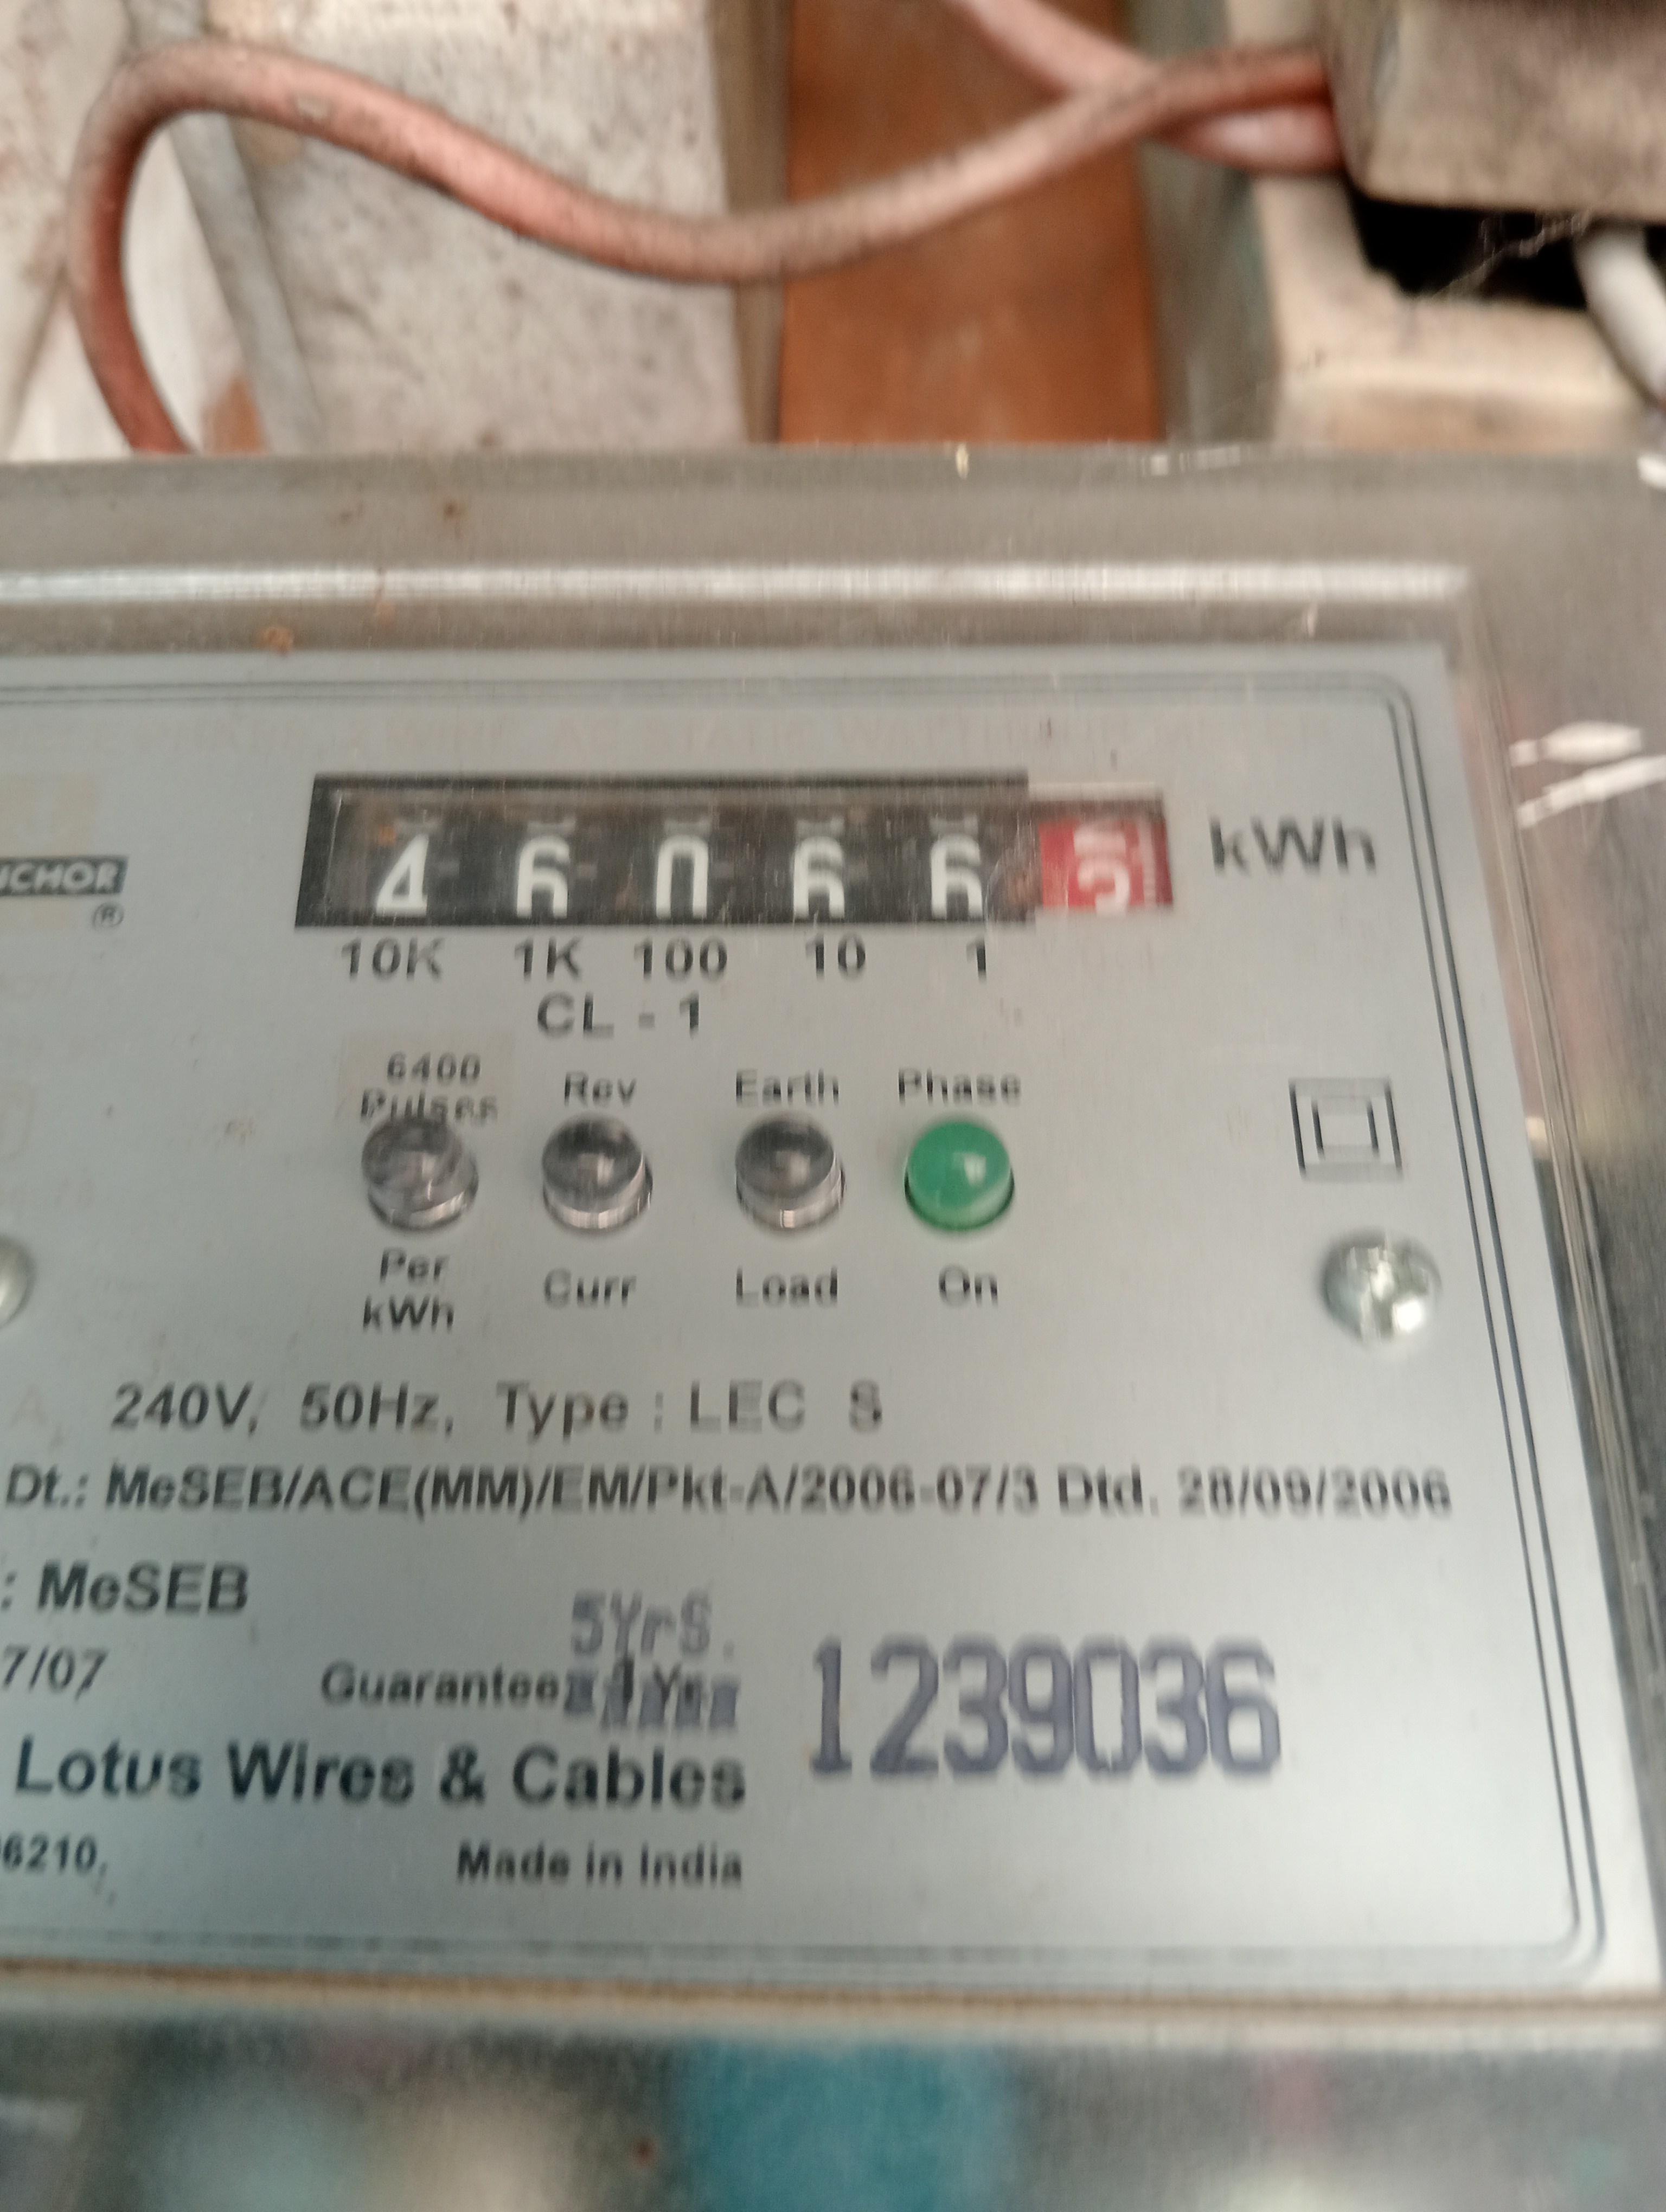 NCHOR
®
46066 kWh
10K 1K 100 10 1
CL - 1
6400 Pulses Per kWh
Rev Curr
Earth Load
Phase On
240V, 50Hz, Type : LEC S
Dt.: MeSEB/ACE(MM)/EM/Pkt-A/2006-07/3 Dtd. 28/09/2006
: MeSEB
7/07
5YrS.
Guarantee
1239036
Lotus Wires & Cables
6210,
Made in India